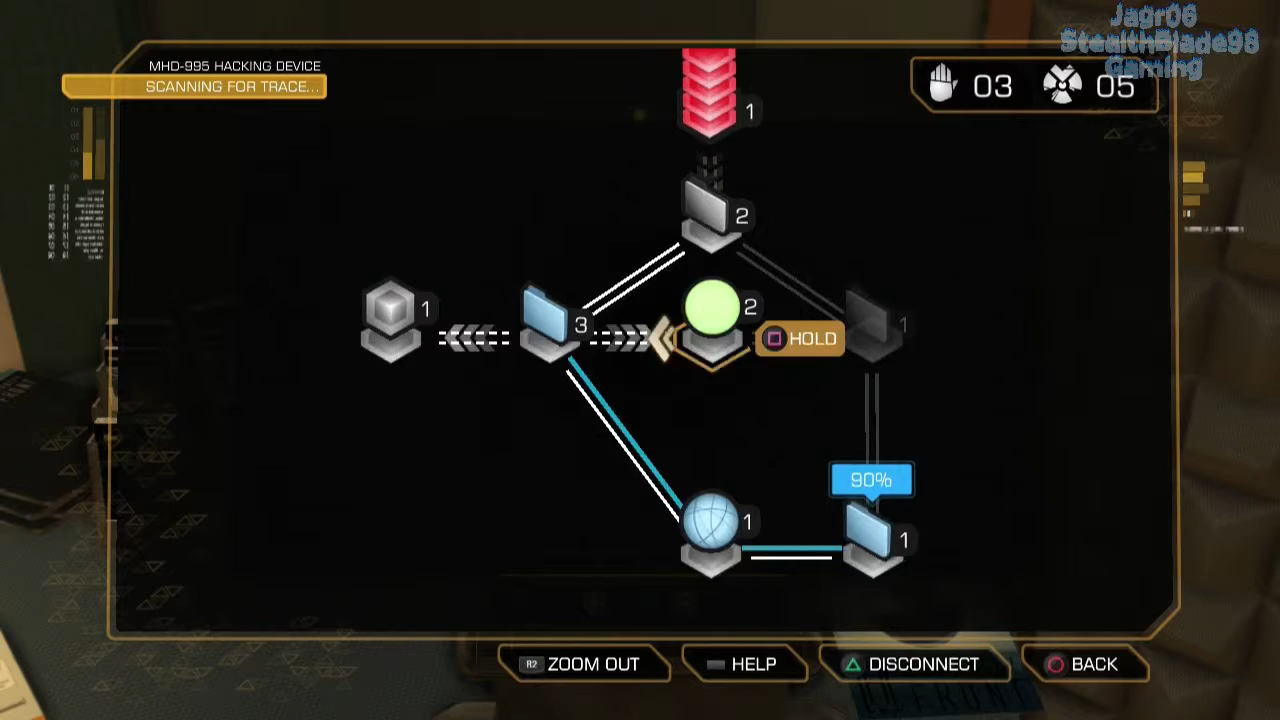 Jagr06
StealthBlade98
Gaming
MHD-995 HACKING DEVICE
SCANNING FOR TRACE...
03
05
1
2
1
3
2
HOLD
1
90%
1
1
R2 ZOOM OUT
HELP
DISCONNECT
BACK